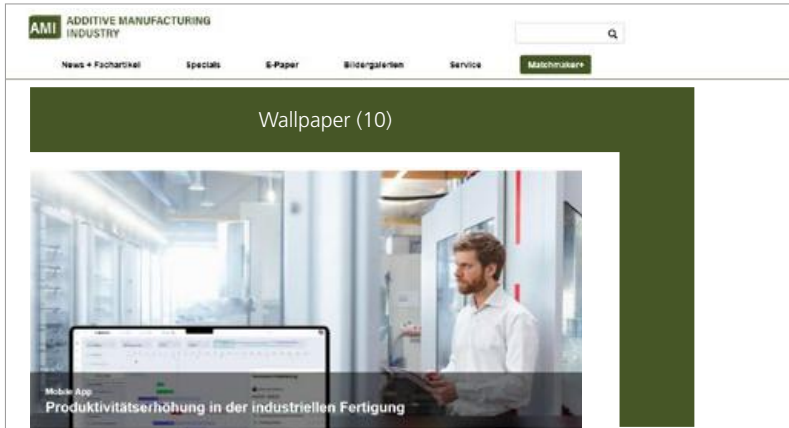 AMI ADDITIVE MANUFACTURING
INDUSTRY
News + Fachartikel Specials E-Paper Bildergalerien Service Matchmaker+
Wallpaper (10)
Mobile App
Produktivitätserhöhung in der industriellen Fertigung